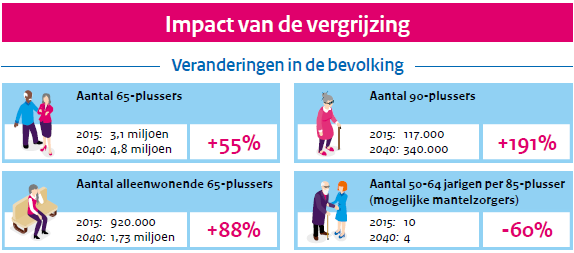 Impact van de vergrijzing
Veranderingen in de bevolking
Aantal 65-plussers
2015: 3,1 miljoen
2040: 4,8 miljoen
+55%
Aantal 90-plussers
2015: 117.000
2040: 340.000
+191%
Aantal alleenwonende 65-plussers
2015: 920.000
2040: 1,73 miljoen
+88%
Aantal 50-64 jarigen per 85-plusser
(mogelijke mantelzorgers)
2015: 10
2040: 4
-60%